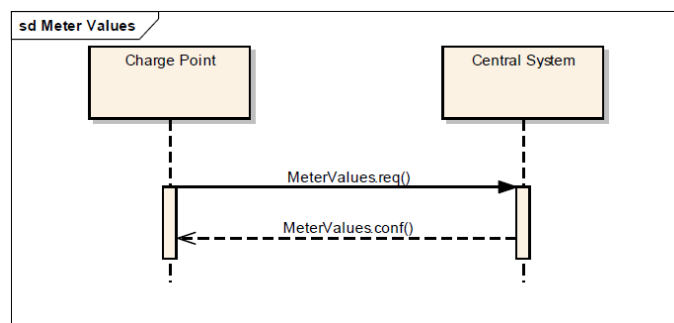 sd Meter Values
Charge Point
Central System
MeterValues.req()
MeterValues.conf()